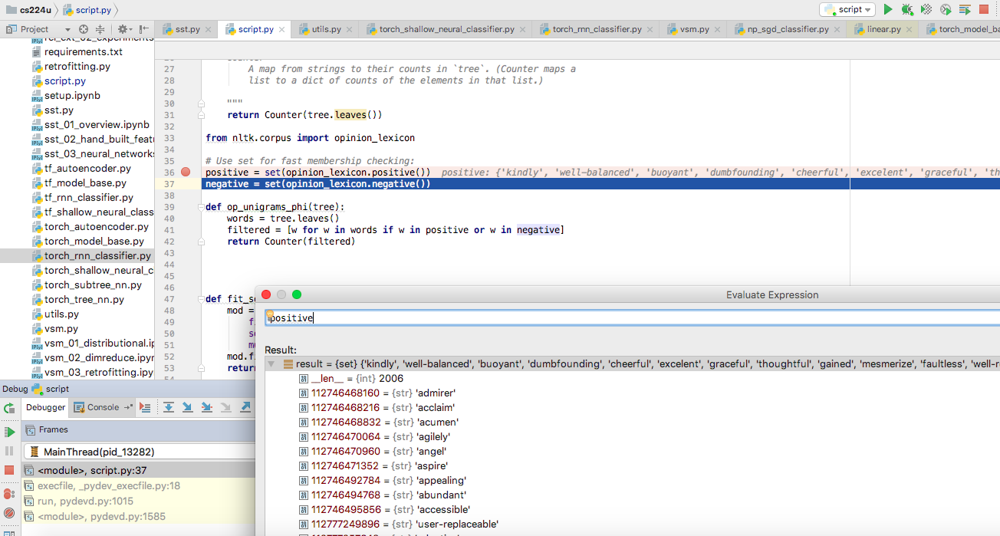 cs224u
script.py
script
Project
sst.py
script.py
utils.py
torch_shallow_neural_classifier.py
torch_rnn_classifier.py
vsm.py
np_sgd_classifier.py
linear.py
torch_model_ba
requirements.txt
retrofitting.py
script.py
setup.ipynb
sst.py
sst_01_overview.ipynb
sst_02_hand_built_featu
sst_03_neural_networks
tf_autoencoder.py
tf_model_base.py
tf_rnn_classifier.py
tf_shallow_neural_class
torch_autoencoder.py
torch_model_base.py
torch_rnn_classifier.py
torch_shallow_neural_c
torch_subtree_nn.py
torch_tree_nn.py
utils.py
vsm.py
vsm_01_distributional.ip
vsm_02_dimreduce.ipyn
vsm_03_retrofitting.ipy
27 A map from strings to their counts in `tree`. (Counter maps a
28 list to a dict of counts of the elements in that list.)
29
30 """
31 return Counter(tree.leaves())
32
33 from nltk.corpus import opinion_lexicon
34
35 # Use set for fast membership checking:
36 positive = set(opinion_lexicon.positive()) positive: {'kindly', 'well-balanced', 'buoyant', 'dumbfounding', 'cheerful', 'excelent', 'graceful', 'th
37 negative = set(opinion_lexicon.negative())
38
39 def op_unigrams_phi(tree):
40 words = tree.leaves()
41 filtered = [w for w in words if w in positive or w in negative]
42 return Counter(filtered)
43
44
45
46
47 def fit_s
48 mod =
49 f
50 s
51 m
52 mod.f
53 return
Evaluate Expression
positive
Result:
result = {set} {'kindly', 'well-balanced', 'buoyant', 'dumbfounding', 'cheerful', 'excelent', 'graceful', 'thoughtful', 'gained', 'mesmerize', 'faultless', 'well-r
__len__ = {int} 2006
112746468160 = {str} 'admirer'
112746468216 = {str} 'acclaim'
112746468832 = {str} 'acumen'
112746470064 = {str} 'agilely'
112746470960 = {str} 'angel'
112746471352 = {str} 'aspire'
112746492784 = {str} 'appealing'
112746494768 = {str} 'abundant'
112746495856 = {str} 'accessible'
112777249896 = {str} 'user-replaceable'
Debug script
Debugger
Console
Frames
MainThread(pid_13282)
<module>, script.py:37
execfile, _pydev_execfile.py:18
run, pydevd.py:1015
<module>, pydevd.py:1585